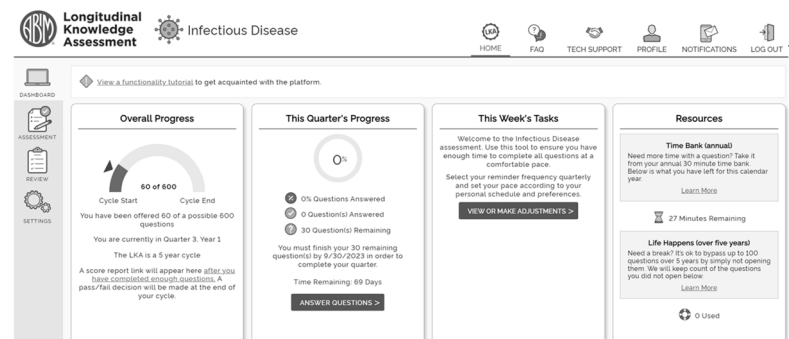 ABIM
Longitudinal
Knowledge
Assessment
Infectious Disease
LKA
HOME
FAQ
TECH SUPPORT
PROFILE
NOTIFICATIONS
LOG OUT
DASHBOARD
ASSESSMENT
REVIEW
SETTINGS
View a functionality tutorial to get acquainted with the platform.
Overall Progress
60 of 600
Cycle Start
Cycle End
You have been offered 60 of a possible 600
questions
You are currently in Quarter 3, Year 1
The LKA is a 5 year cycle
A score report link will appear here after you
have completed enough questions. A
pass/fail decision will be made at the end of
your cycle.
This Quarter's Progress
0%
0% Questions Answered
0 Question(s) Answered
30 Question(s) Remaining
You must finish your 30 remaining
question(s) by 9/30/2023 in order to
complete your quarter.
Time Remaining: 69 Days
ANSWER QUESTIONS >
This Week's Tasks
Welcome to the Infectious Disease
assessment. Use this tool to ensure you have
enough time to complete all questions at a
comfortable pace.
Select your reminder frequency quarterly
and set your pace according to your
personal schedule and preferences.
VIEW OR MAKE ADJUSTMENTS >
Resources
Time Bank (annual)
Need more time with a question? Take it
from your annual 30 minute time bank.
Below is what you have left for this calendar
year.
Learn More
27 Minutes Remaining
Life Happens (over five years)
Need a break? It's ok to bypass up to 100
questions over 5 years by simply not opening
them. We will keep count of the questions
you did not open below
Learn More
0 Used